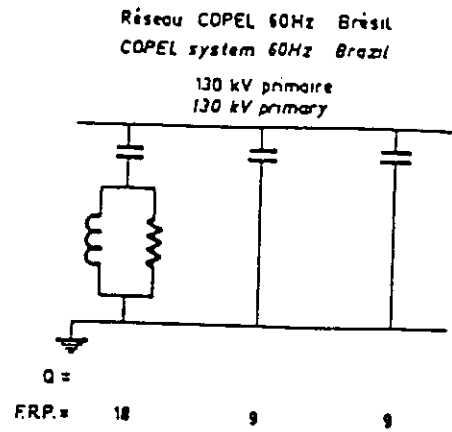 Réseau COPEL 60Hz Brésil
COPEL system 60Hz Brazil
130 kV primaire
130 kV primary
Q =
F.R.P. = 18 9 9